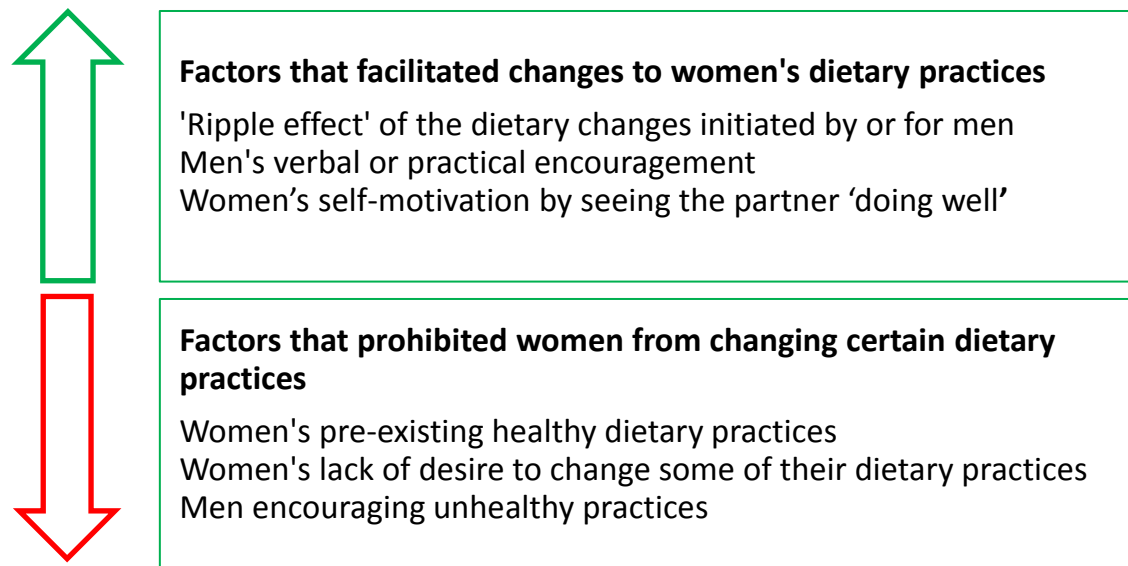 Factors that facilitated changes to women's dietary practices
'Ripple effect' of the dietary changes initiated by or for men
Men's verbal or practical encouragement
Women’s self-motivation by seeing the partner ‘doing well’
Factors that prohibited women from changing certain dietary
practices
Women's pre-existing healthy dietary practices
Women's lack of desire to change some of their dietary practices
Men encouraging unhealthy practices